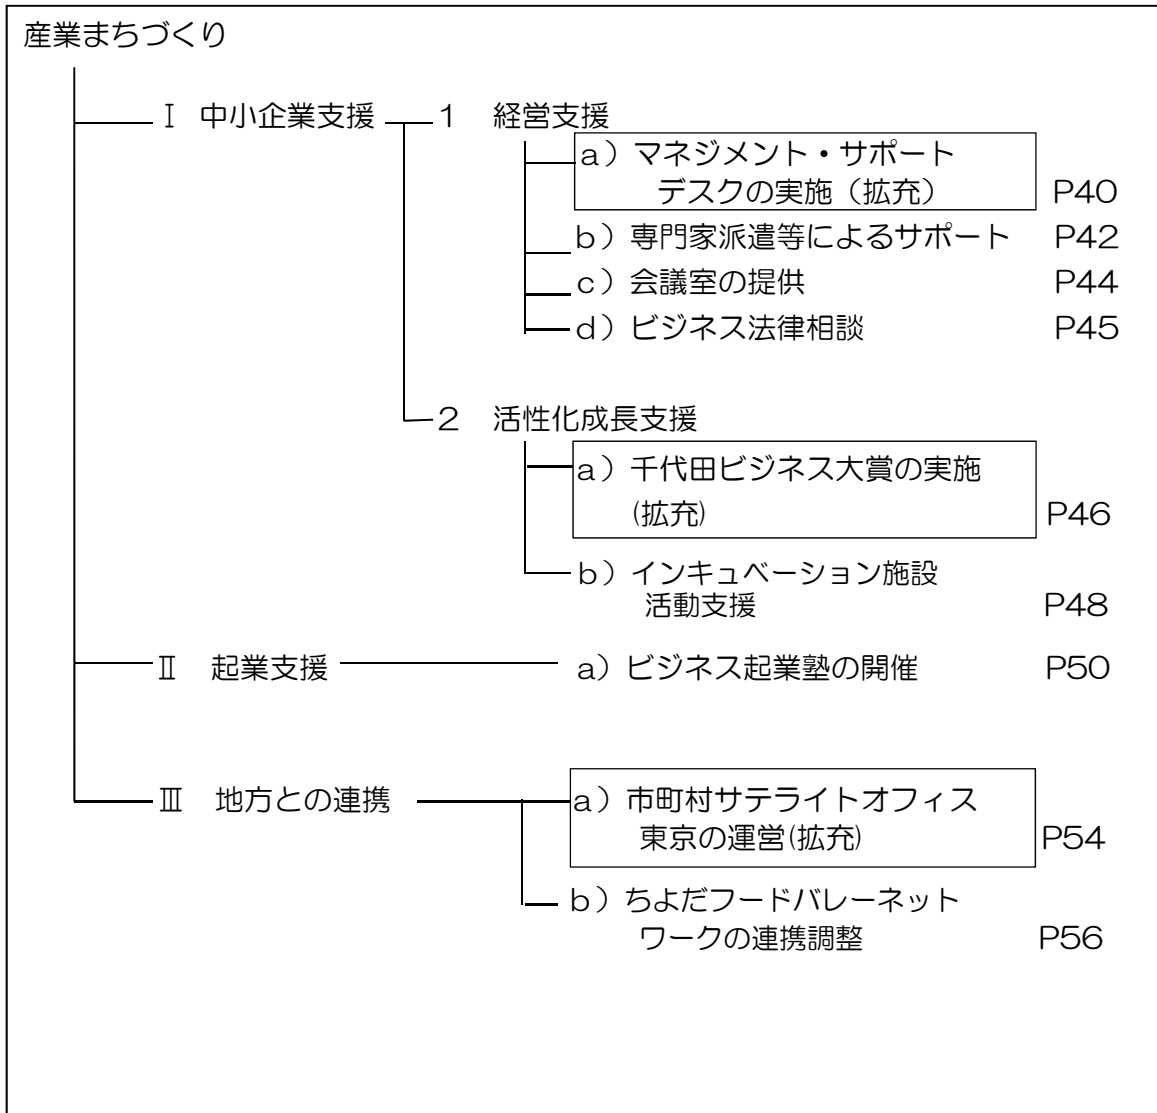 産業まちづくり
Ⅰ 中小企業支援 1 経営支援
a）マネジメント・サポート
デスクの実施（拡充） P40
b）専門家派遣等によるサポート P42
c）会議室の提供 P44
d）ビジネス法律相談 P45
2 活性化成長支援
a）千代田ビジネス大賞の実施
(拡充) P46
b）インキュベーション施設
活動支援 P48
Ⅱ 起業支援 a）ビジネス起業塾の開催 P50
Ⅲ 地方との連携 a）市町村サテライトオフィス
東京の運営(拡充) P54
b）ちよだフードバレーネット
ワークの連携調整 P56